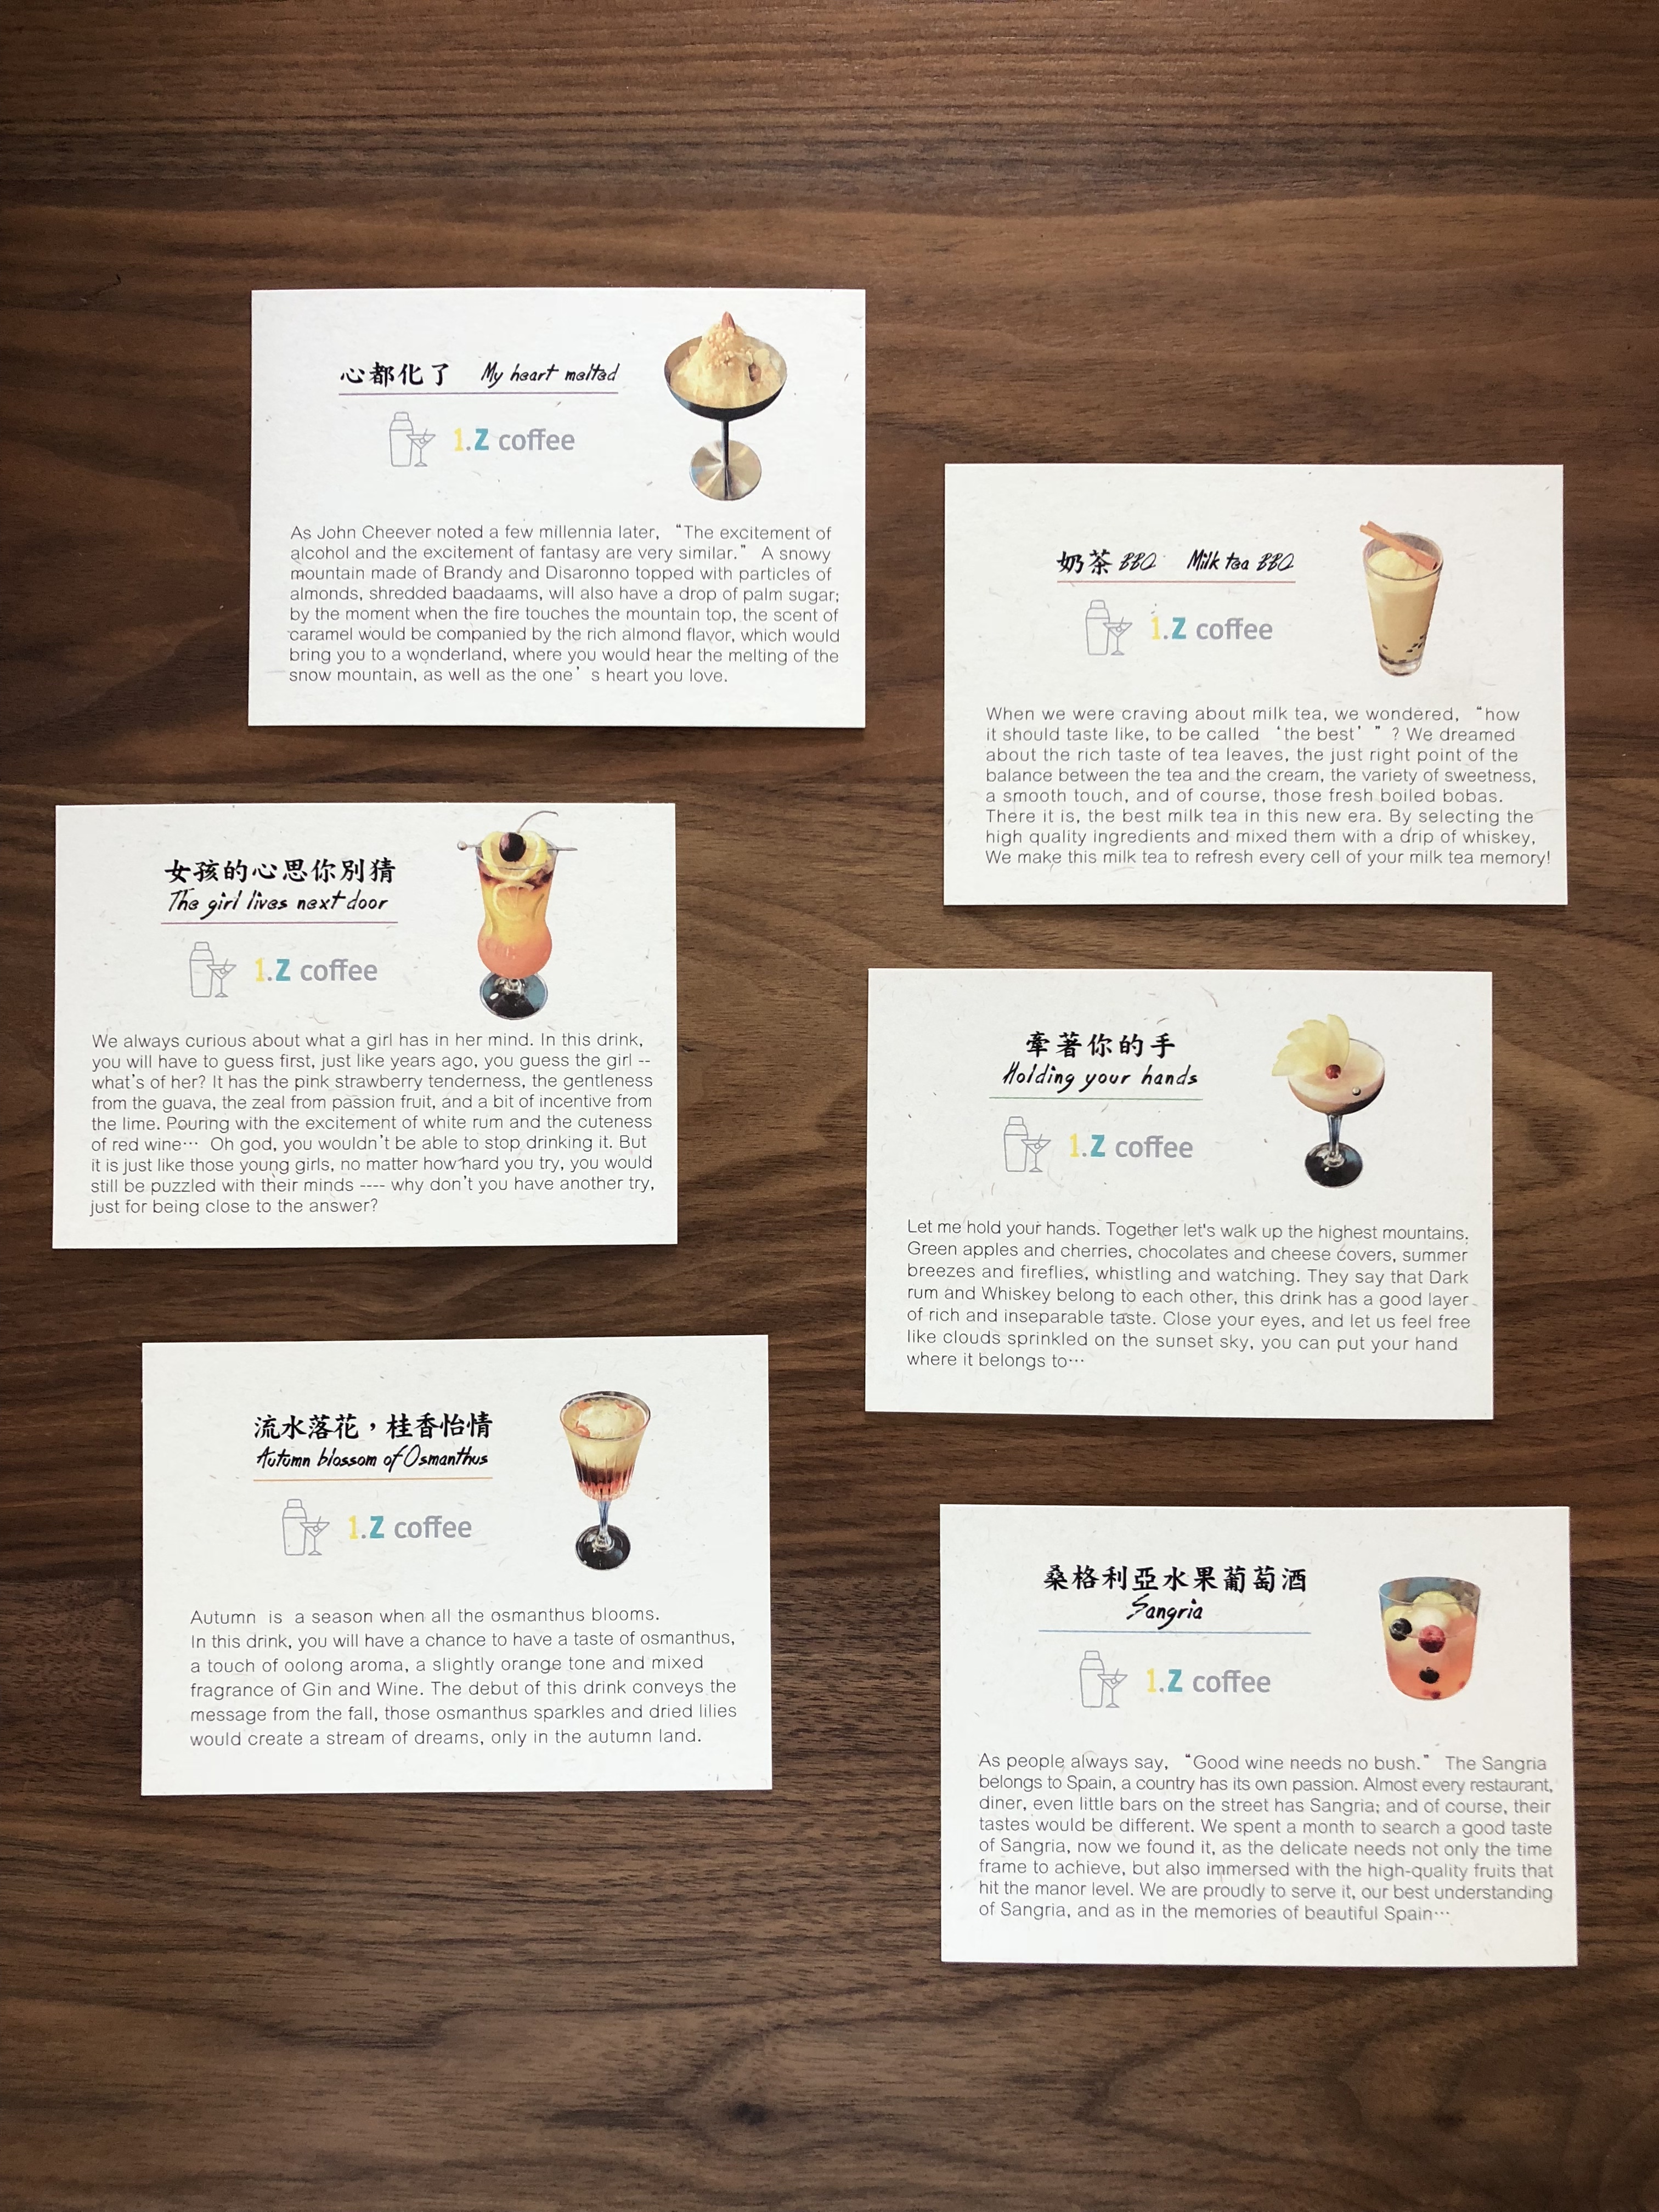 心都化了 My heart melted
1.Z coffee
As John Cheever noted a few millennia later, “The excitement of
alcohol and the excitement of fantasy are very similar.” A snowy
mountain made of Brandy and Disaronno topped with particles of
almonds, shredded baadaams, will also have a drop of palm sugar;
by the moment when the fire touches the mountain top, the scent of
caramel would be companied by the rich almond flavor, which would
bring you to a wonderland, where you would hear the melting of the
snow mountain, as well as the one’s heart you love.
奶茶 BBQ Milk tea BBQ
1.Z coffee
When we were craving about milk tea, we wondered, “how
it should taste like, to be called ‘the best’ ” ? We dreamed
about the rich taste of tea leaves, the just right point of the
balance between the tea and the cream, the variety of sweetness,
a smooth touch, and of course, those fresh boiled bobas.
There it is, the best milk tea in this new era. By selecting the
high quality ingredients and mixed them with a drip of whiskey,
We make this milk tea to refresh every cell of your milk tea memory!
女孩的心思你別猜
The girl lives next door
1.Z coffee
We always curious about what a girl has in her mind. In this drink,
you will have to guess first, just like years ago, you guess the girl --
what's of her? It has the pink strawberry tenderness, the gentleness
from the guava, the zeal from passion fruit, and a bit of incentive from
the lime. Pouring with the excitement of white rum and the cuteness
of red wine… Oh god, you wouldn't be able to stop drinking it. But
it is just like those young girls, no matter how hard you try, you would
still be puzzled with their minds ---- why don't you have another try,
just for being close to the answer?
牽著你的手
Holding your hands
1.Z coffee
Let me hold your hands. Together let's walk up the highest mountains.
Green apples and cherries, chocolates and cheese covers, summer
breezes and fireflies, whistling and watching. They say that Dark
rum and Whiskey belong to each other, this drink has a good layer
of rich and inseparable taste. Close your eyes, and let us feel free
like clouds sprinkled on the sunset sky, you can put your hand
where it belongs to…
流水落花，桂香怡情
Autumn blossom of Osmanthus
1.Z coffee
Autumn is a season when all the osmanthus blooms.
In this drink, you will have a chance to have a taste of osmanthus,
a touch of oolong aroma, a slightly orange tone and mixed
fragrance of Gin and Wine. The debut of this drink conveys the
message from the fall, those osmanthus sparkles and dried lilies
would create a stream of dreams, only in the autumn land.
桑格利亞水果葡萄酒
Sangria
1.Z coffee
As people always say, “Good wine needs no bush.” The Sangria
belongs to Spain, a country has its own passion. Almost every restaurant,
diner, even little bars on the street has Sangria; and of course, their
tastes would be different. We spent a month to search a good taste
of Sangria, now we found it, as the delicate needs not only the time
frame to achieve, but also immersed with the high-quality fruits that
hit the manor level. We are proudly to serve it, our best understanding
of Sangria, and as in the memories of beautiful Spain…